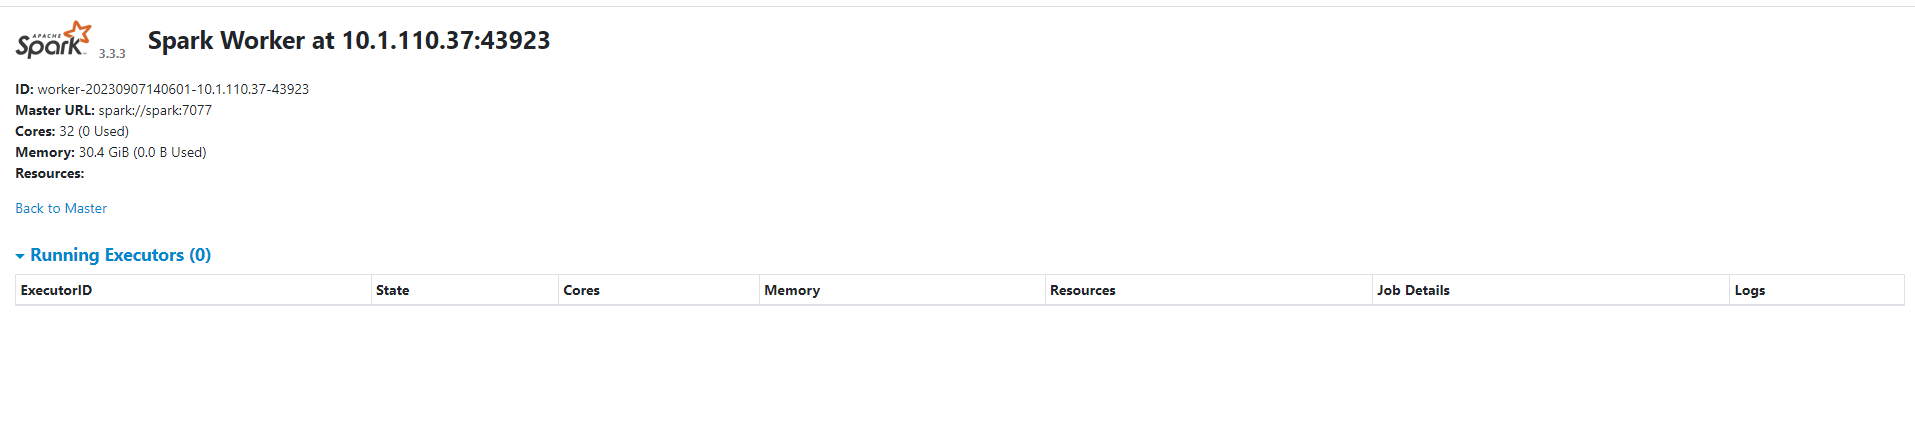 APACHE
Spark 3.3.3 Spark Worker at 10.1.110.37:43923
ID: worker-20230907140601-10.1.110.37-43923
Master URL: spark://spark:7077
Cores: 32 (0 Used)
Memory: 30.4 GiB (0.0 B Used)
Resources:
Back to Master
Running Executors (0)
ExecutorID State Cores Memory Resources Job Details Logs